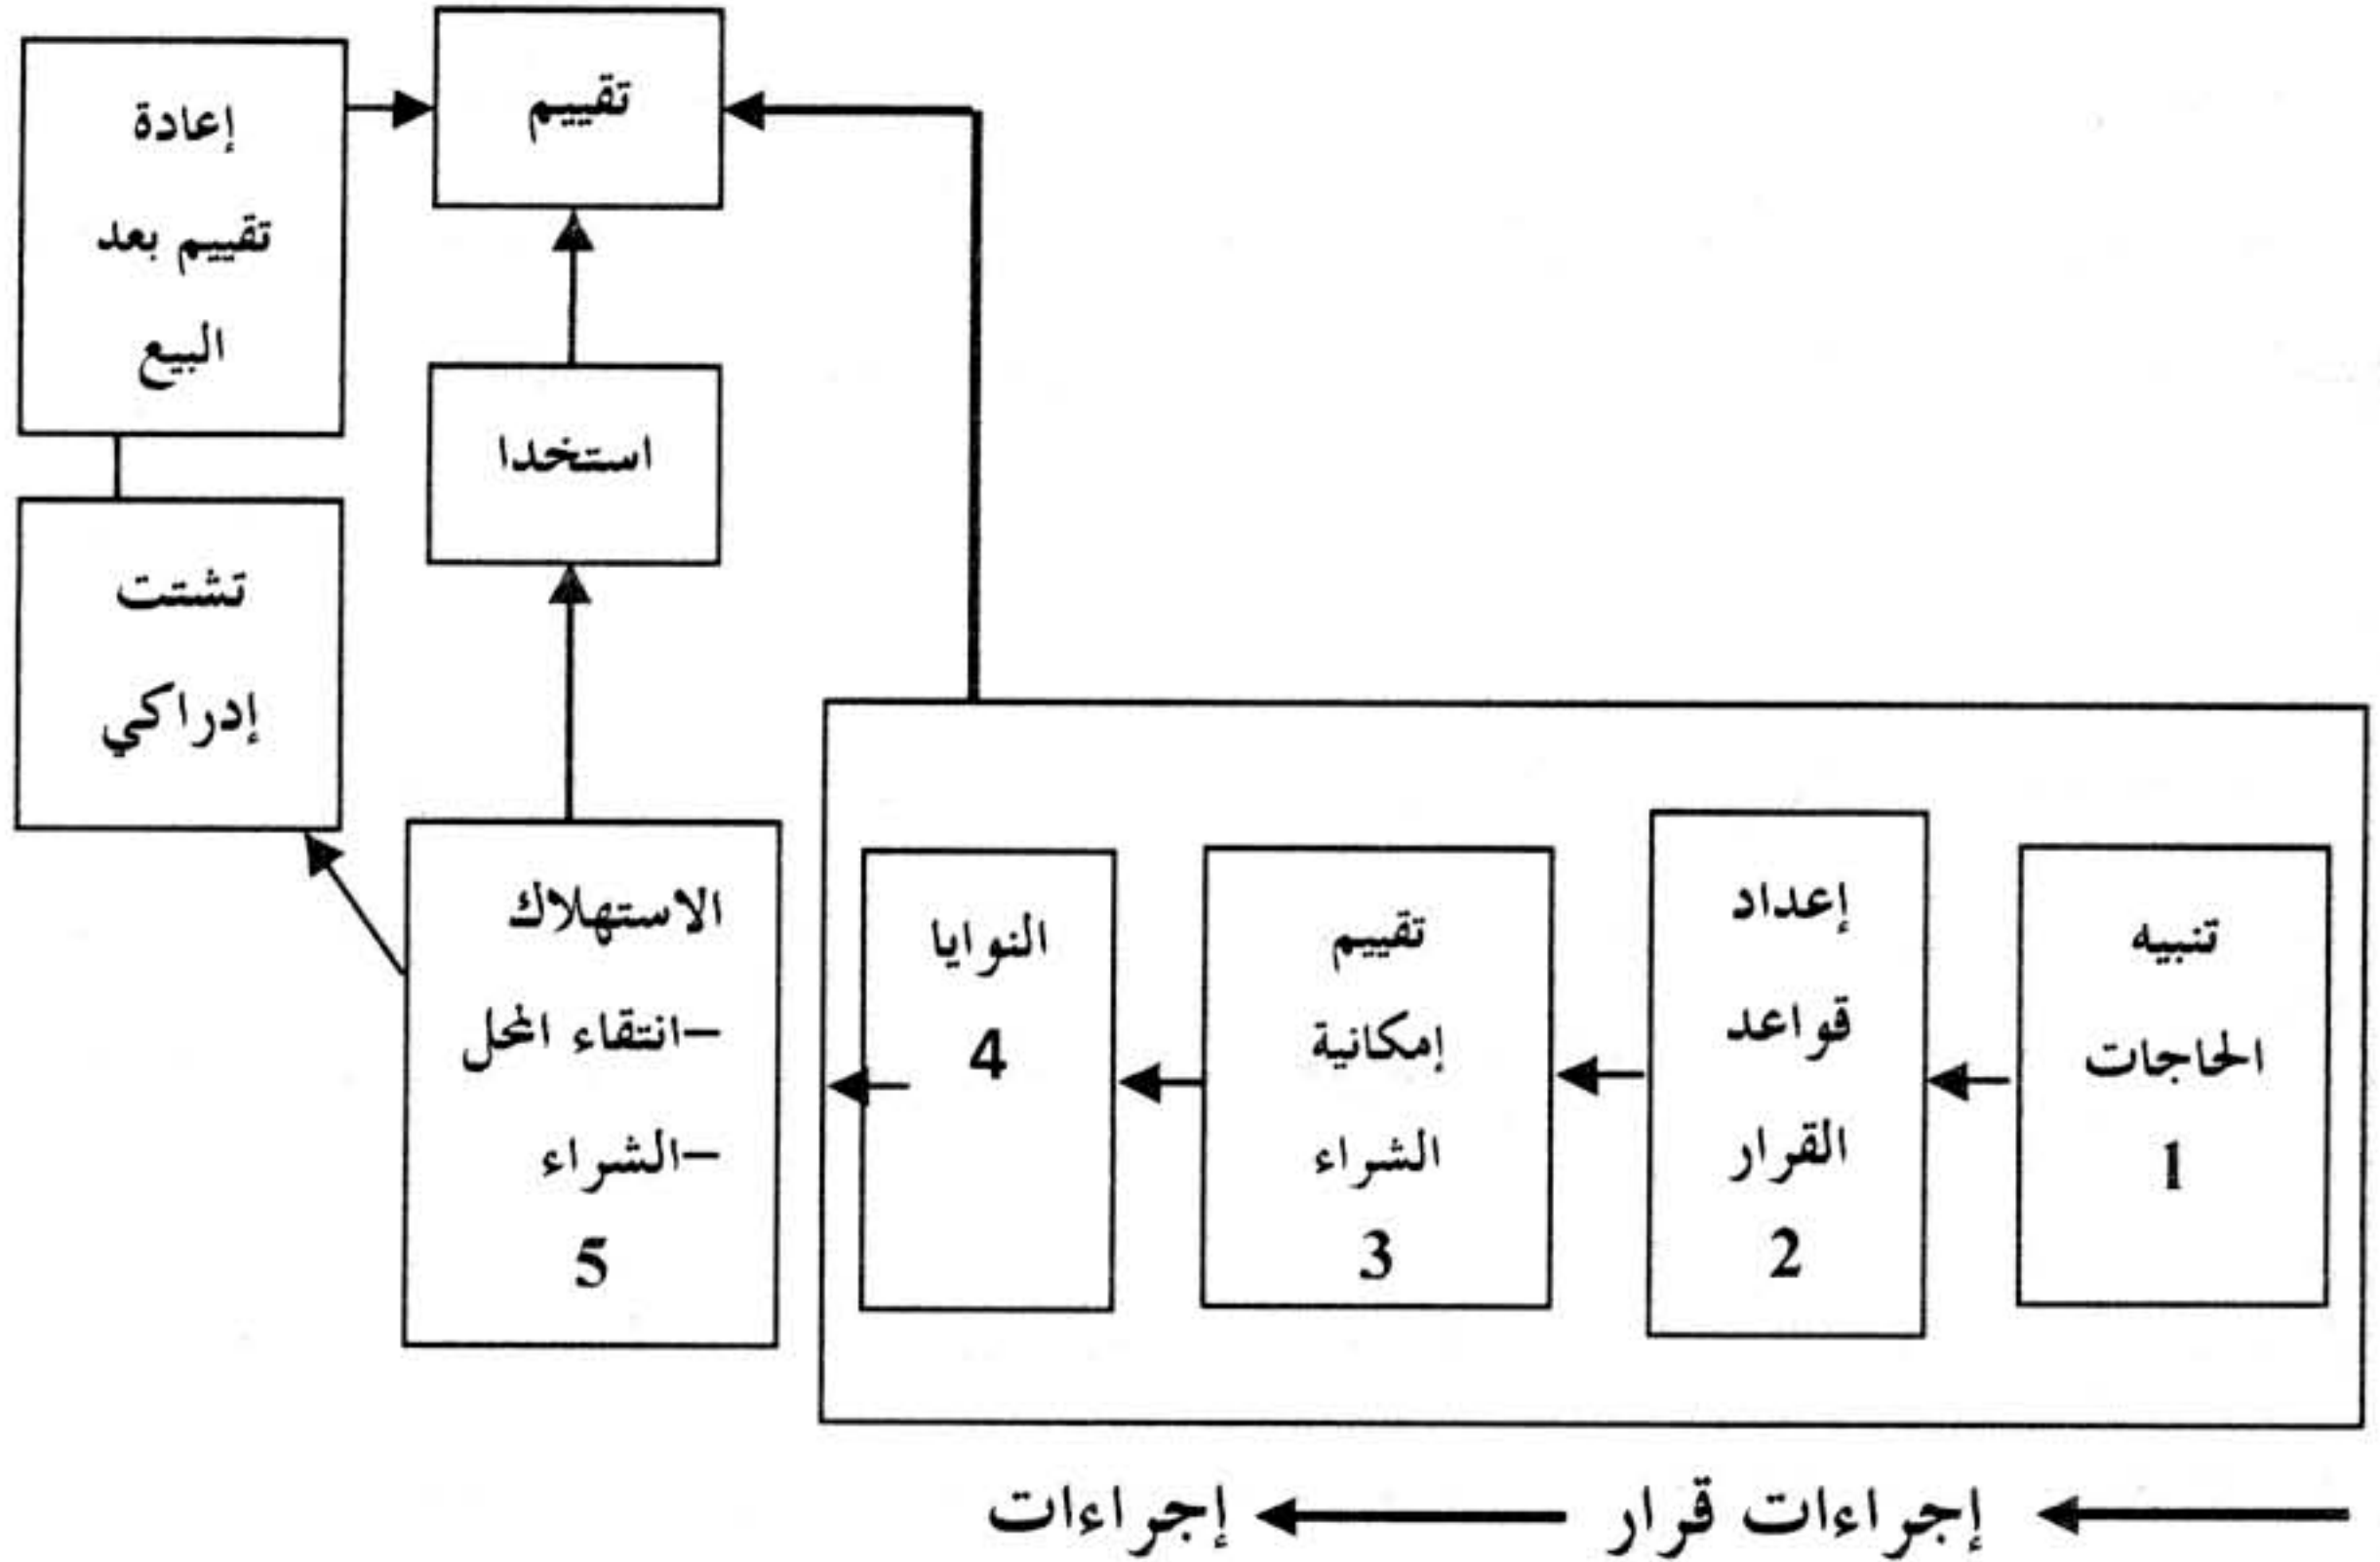 إعادة
تقييم بعد
البيع
تقييم
استخدا
تشتت
إدراكي
تنبيه
الحاجات
1
إعداد
قواعد
القرار
2
تقييم
إمكانية
الشراء
3
النوايا
4
الاستهلاك
–انتقاء المحل
–الشراء
5
إجراءات قرار
إجراءات